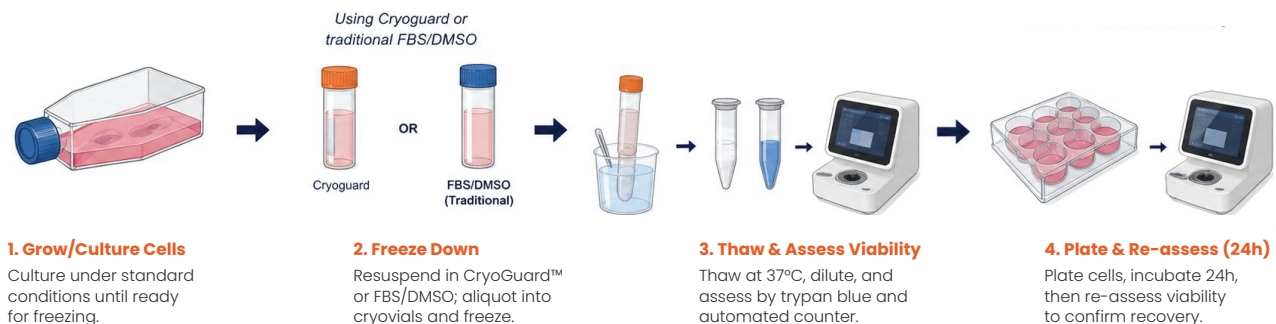 Using Cryoguard or
traditional FBS/DMSO
OR
Cryoguard
FBS/DMSO
(Traditional)
1. Grow/Culture Cells
Culture under standard
conditions until ready
for freezing.
2. Freeze Down
Resuspend in CryoGuard™
or FBS/DMSO; aliquot into
cryovials and freeze.
3. Thaw & Assess Viability
Thaw at 37°C, dilute, and
assess by trypan blue and
automated counter.
4. Plate & Re-assess (24h)
Plate cells, incubate 24h,
then re-assess viability
to confirm recovery.